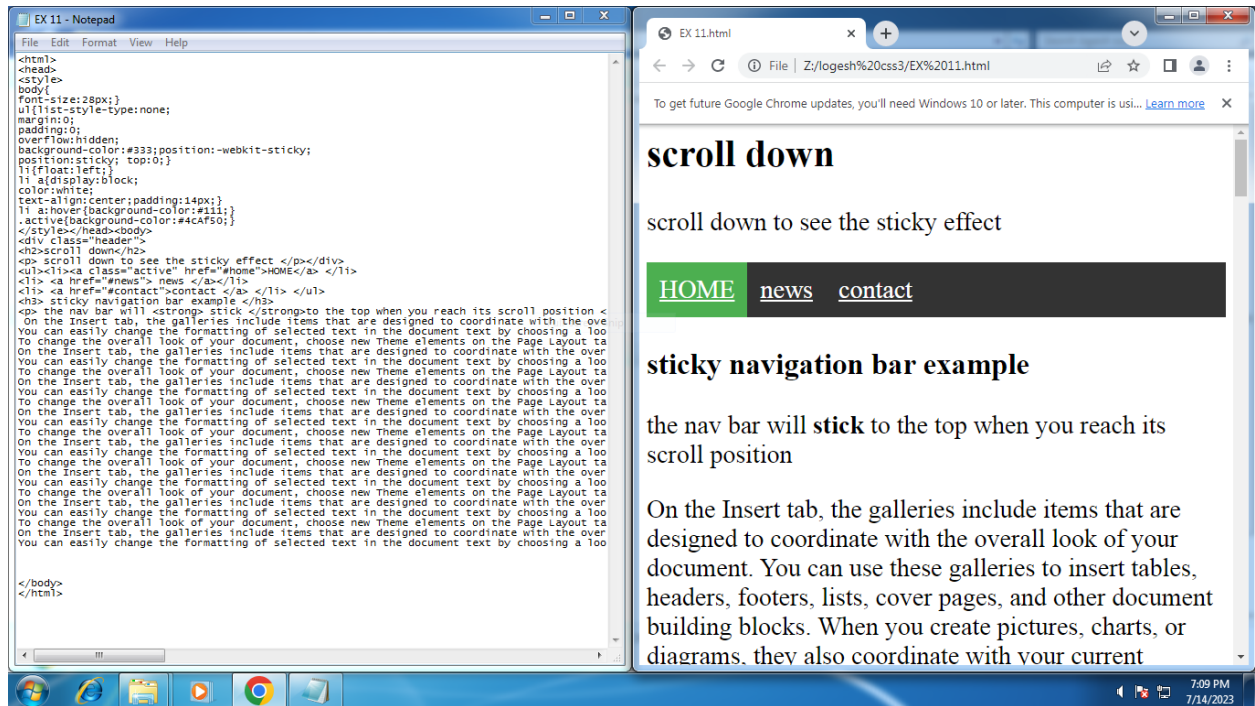 EX 11 - Notepad
File Edit Format View Help
<html>
<head>
<style>
body{
font-size:28px;}
ul{list-style-type:none;
margin:0;
padding:0;
overflow:hidden;
background-color:#333;position:-webkit-sticky;
position:sticky; top:0;}
li{float:left;}
li a{display:block;
color:white;
text-align:center;padding:14px;}
li a:hover{background-color:#111;}
.active{background-color:#4cAf50;}
</style></head><body>
<div class="header">
<h2>scroll down</h2>
<p> scroll down to see the sticky effect </p></div>
<ul><li><a class="active" href="#home">HOME</a> </li>
<li> <a href="#news"> news </a></li>
<li> <a href="#contact">contact </a> </li> </ul>
<h3> sticky navigation bar example </h3>
<p> the nav bar will <strong> stick </strong>to the top when you reach its scroll position <
On the Insert tab, the galleries include items that are designed to coordinate with the ove
You can easily change the formatting of selected text in the document text by choosing a loo
To change the overall look of your document, choose new Theme elements on the Page Layout ta
On the Insert tab, the galleries include items that are designed to coordinate with the over
You can easily change the formatting of selected text in the document text by choosing a loo
To change the overall look of your document, choose new Theme elements on the Page Layout ta
On the Insert tab, the galleries include items that are designed to coordinate with the over
You can easily change the formatting of selected text in the document text by choosing a loo
To change the overall look of your document, choose new Theme elements on the Page Layout ta
On the Insert tab, the galleries include items that are designed to coordinate with the over
You can easily change the formatting of selected text in the document text by choosing a loo
To change the overall look of your document, choose new Theme elements on the Page Layout ta
On the Insert tab, the galleries include items that are designed to coordinate with the over
You can easily change the formatting of selected text in the document text by choosing a loo
To change the overall look of your document, choose new Theme elements on the Page Layout ta
On the Insert tab, the galleries include items that are designed to coordinate with the over
You can easily change the formatting of selected text in the document text by choosing a loo
To change the overall look of your document, choose new Theme elements on the Page Layout ta
On the Insert tab, the galleries include items that are designed to coordinate with the over
You can easily change the formatting of selected text in the document text by choosing a loo
To change the overall look of your document, choose new Theme elements on the Page Layout ta
On the Insert tab, the galleries include items that are designed to coordinate with the over
You can easily change the formatting of selected text in the document text by choosing a loo
</body>
</html>
EX 11.html
File | Z:/logesh%20css3/EX%2011.html
To get future Google Chrome updates, you'll need Windows 10 or later. This computer is usi... Learn more
scroll down
scroll down to see the sticky effect
HOME news contact
sticky navigation bar example
the nav bar will stick to the top when you reach its
scroll position
On the Insert tab, the galleries include items that are
designed to coordinate with the overall look of your
document. You can use these galleries to insert tables,
headers, footers, lists, cover pages, and other document
building blocks. When you create pictures, charts, or
diagrams, they also coordinate with your current
7:09 PM
7/14/2023